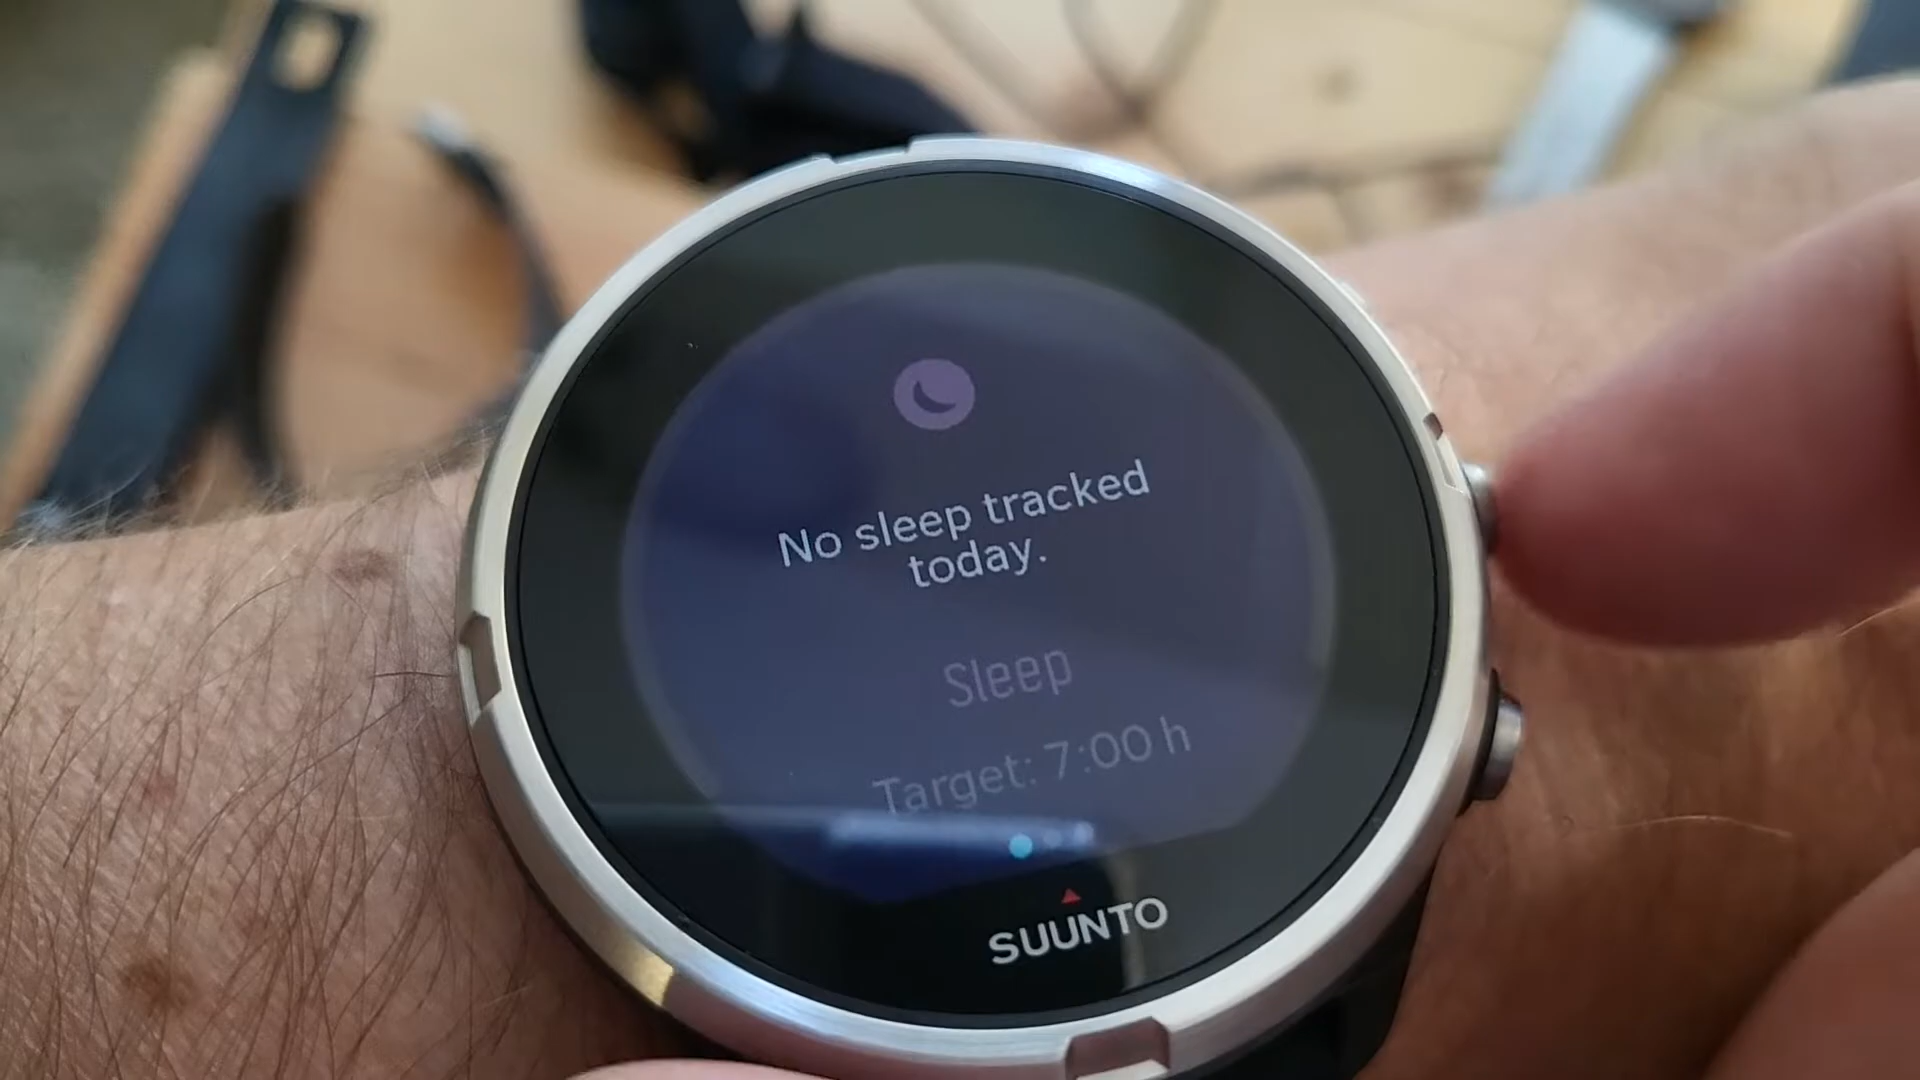 No sleep tracked
today.
Sleep
Target: 7:00 h
SUUNTO